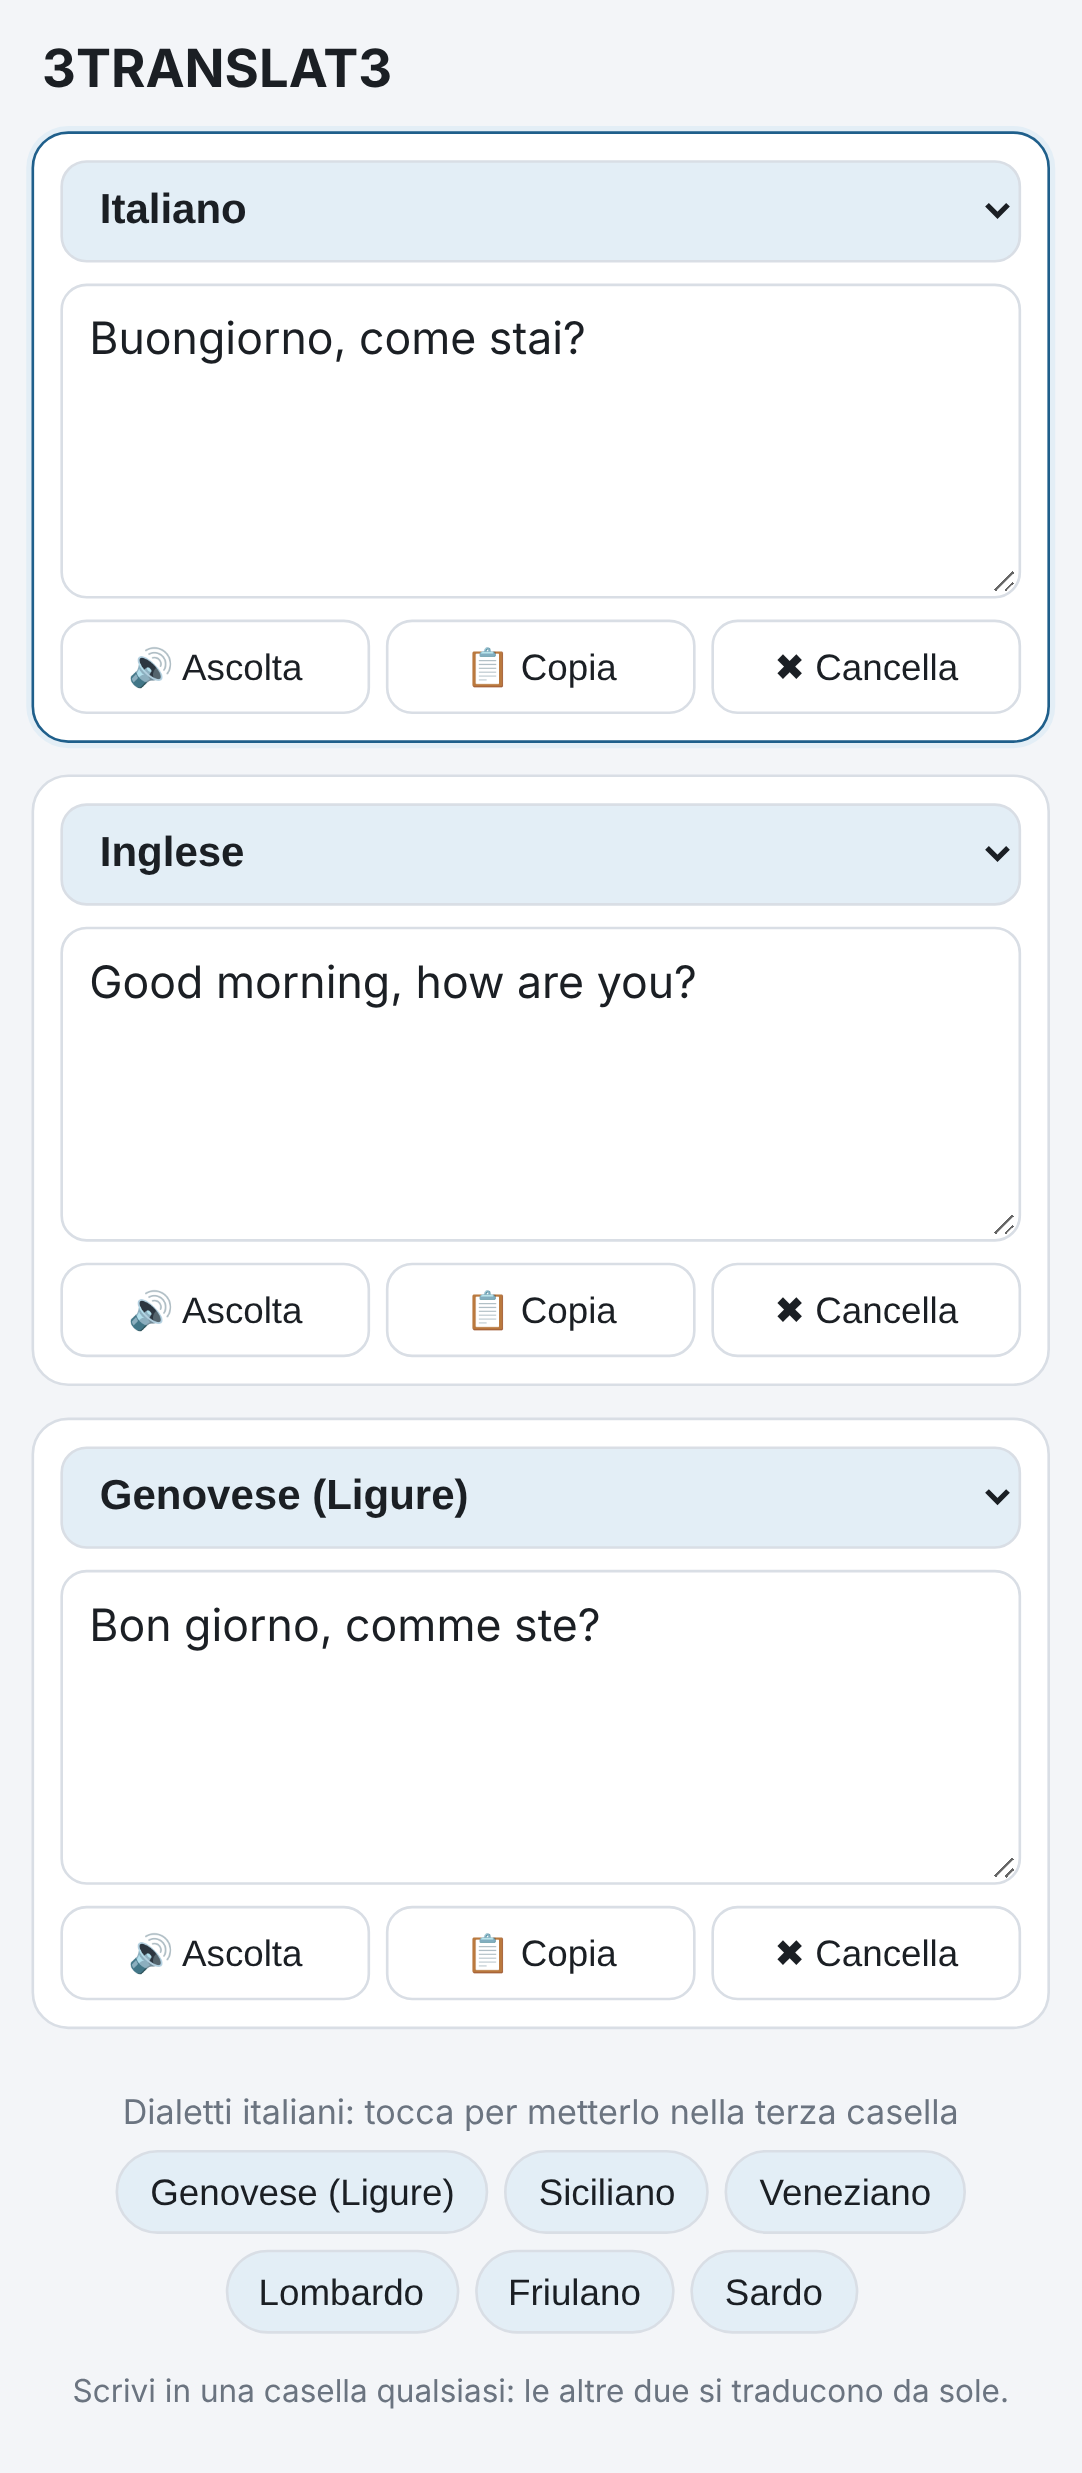 3TRANSLAT3
Italiano
Buongiorno, come stai?
🔊 Ascolta
📋 Copia
✖ Cancella
Inglese
Good morning, how are you?
🔊 Ascolta
📋 Copia
✖ Cancella
Genovese (Ligure)
Bon giorno, comme ste?
🔊 Ascolta
📋 Copia
✖ Cancella
Dialetti italiani: tocca per metterlo nella terza casella
Genovese (Ligure)
Siciliano
Veneziano
Lombardo
Friulano
Sardo
Scrivi in una casella qualsiasi: le altre due si traducono da sole.